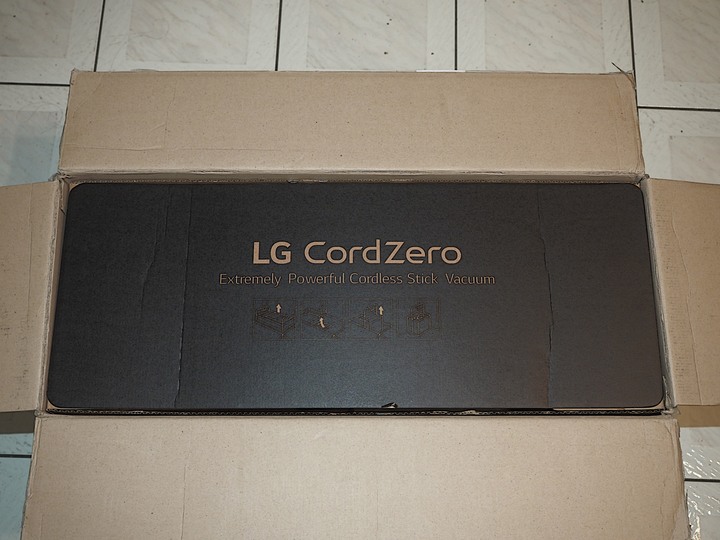 LG CordZero
Extremely Powerful Cordless Stick Vacuum